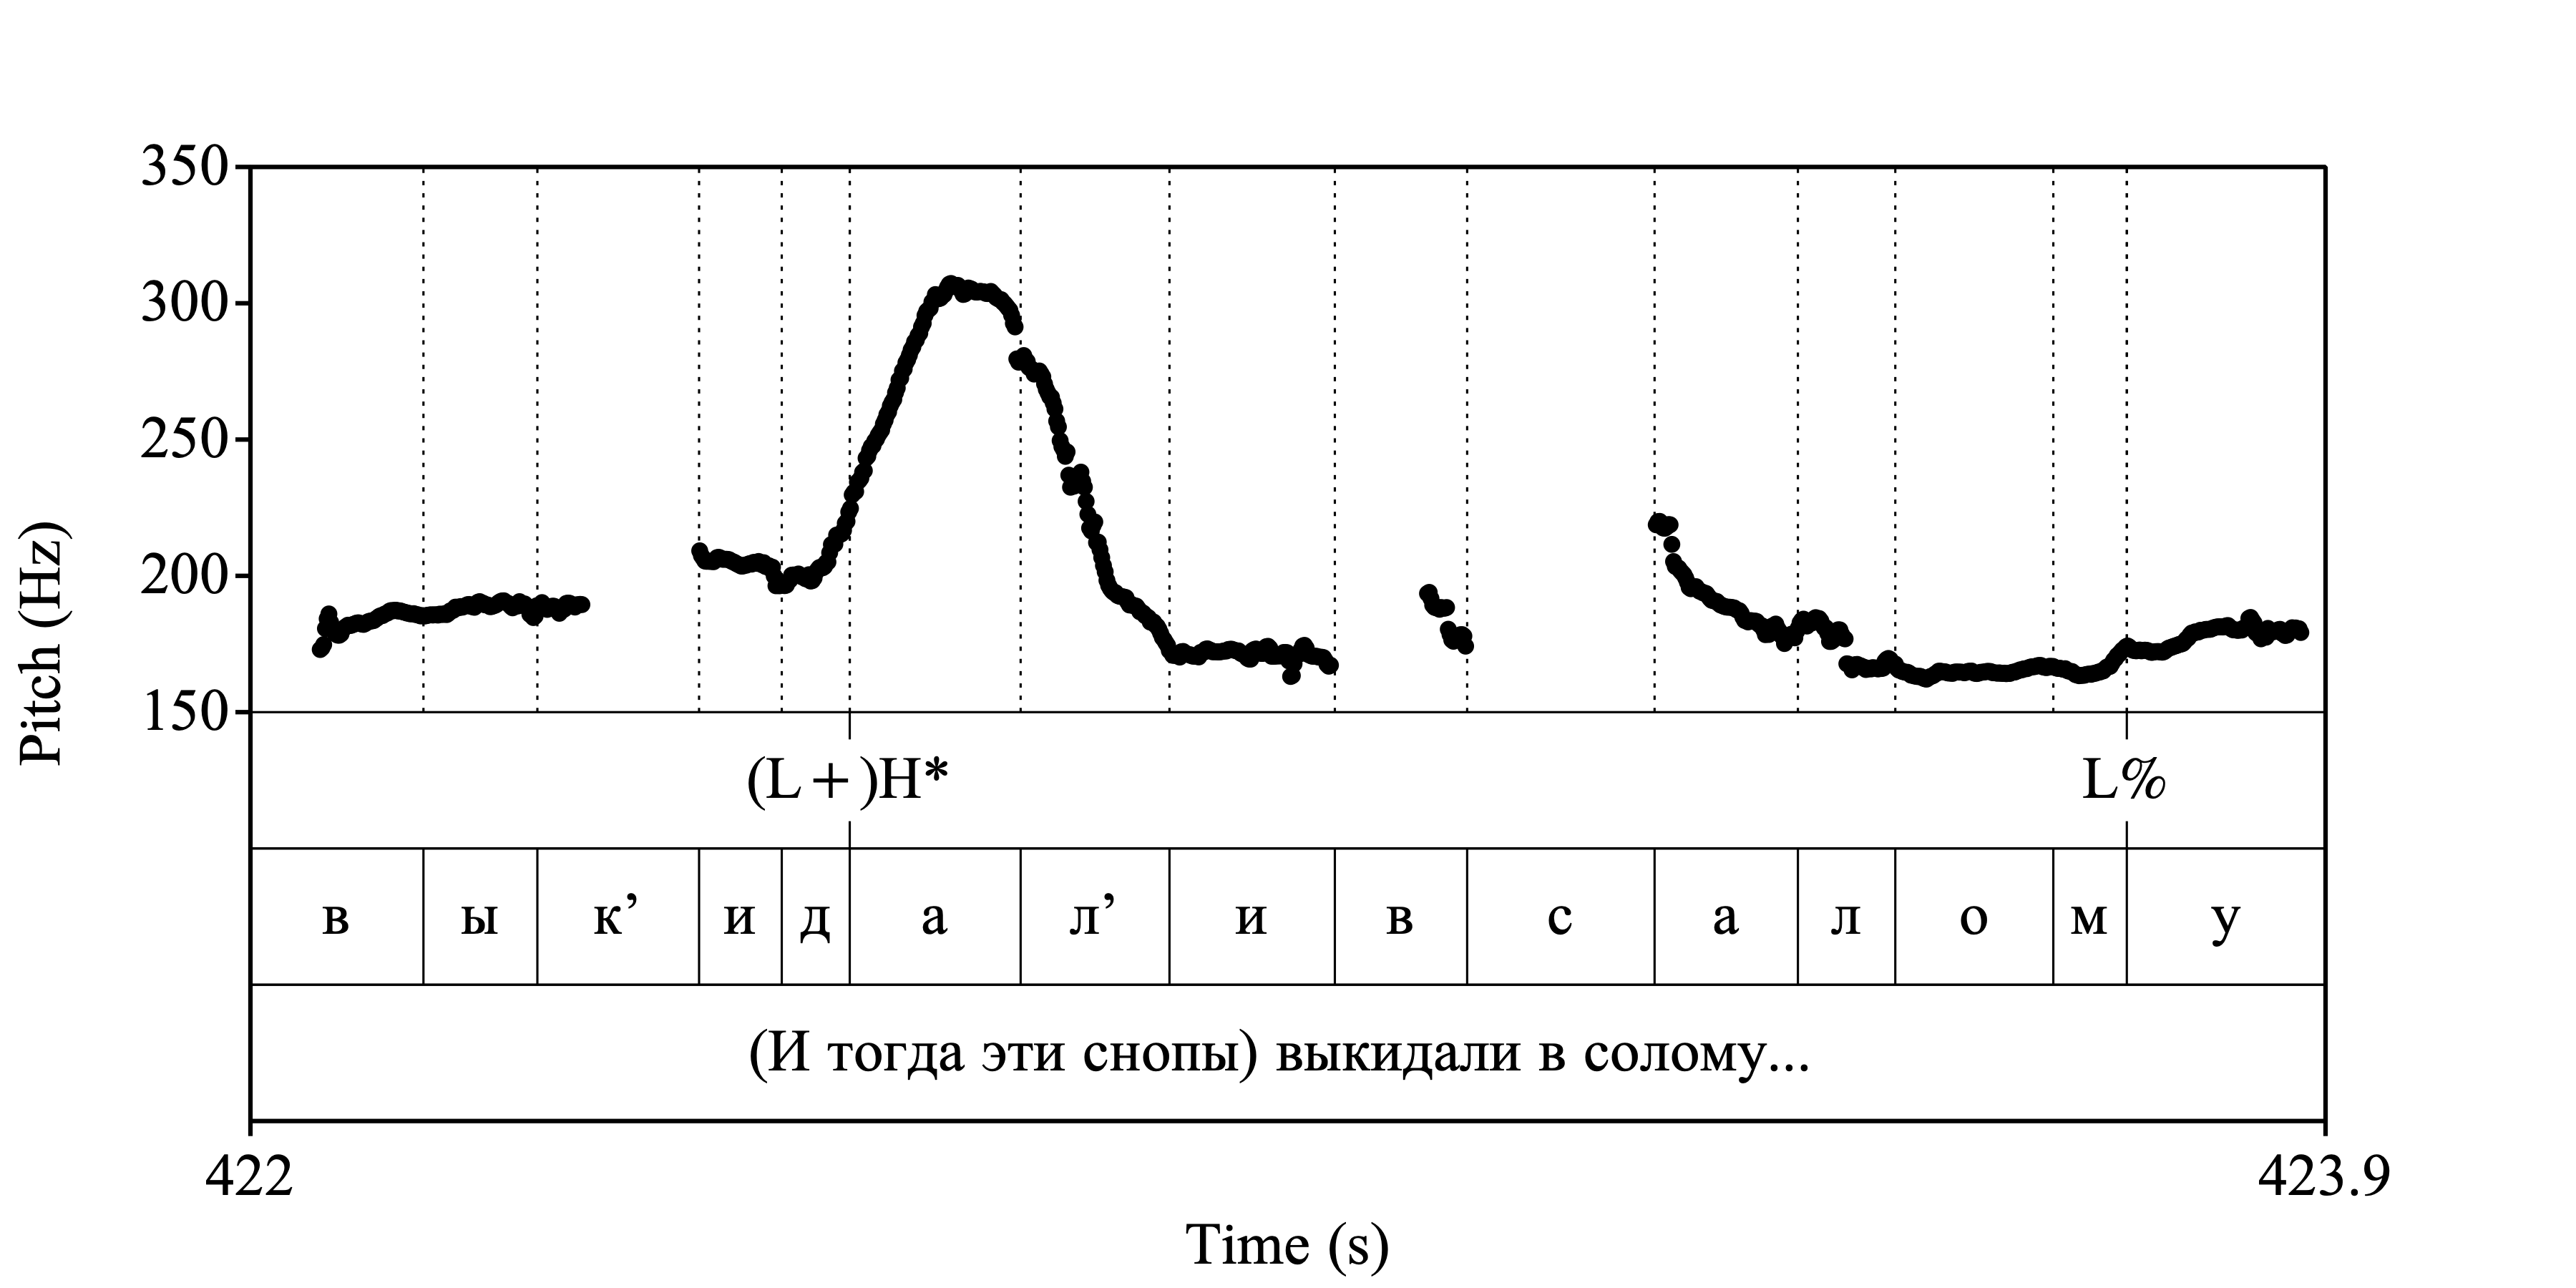 350
300
250
200
150
Pitch (Hz)
(L + )H* L%
в ы к’ и д а л’ и в с а л о м у
(И тогда эти снопы) выкидали в солому...
422 423.9
Time (s)